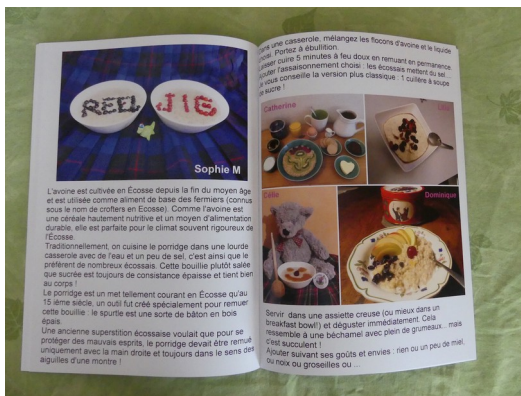 REEL JIG
Sophie M
L'avoine est cultivée en Écosse depuis la fin du moyen âge
et est utilisée comme aliment de base des fermiers (connus
sous le nom de crofters en Ecosse). Comme l'avoine est
une céréale hautement nutritive et un moyen d'alimentation
durable, elle est parfaite pour le climat souvent rigoureux de
l'Écosse.
Traditionnellement, on cuisine le porridge dans une lourde
casserole avec de l'eau et un peu de sel, c'est ainsi que le
préfèrent de nombreux écossais. Cette bouillie plutôt salée
que sucrée est toujours de consistance épaisse et tient bien
au corps !
Le porridge est un met tellement courant en Écosse qu'au
15 ième siècle, un outil fut créé spécialement pour remuer
cette bouillie : le spurtle est une sorte de bâton en bois
épais.
Une ancienne superstition écossaise voulait que pour se
protéger des mauvais esprits, le porridge devait être remué
uniquement avec la main droite et toujours dans le sens des
aiguilles d'une montre !
Dans une casserole, mélangez les flocons d'avoine et le liquide
choisi. Portez à ébullition.
Laisser cuire 5 minutes à feu doux en remuant en permanence.
Ajouter l'assaisonnement choisi : les écossais mettent du sel ...
Je vous conseille la version plus classique : 1 cuillère à soupe
de sucre !
Catherine
Célie
Dominique
Servir dans une assiette creuse (ou mieux dans un
breakfast bowl!) et déguster immédiatement. Cela
ressemble à une béchamel avec plein de grumeaux... mais
c'est succulent !
Ajouter suivant ses goûts et envies : rien ou un peu de miel,
ou noix ou groseilles ou ...